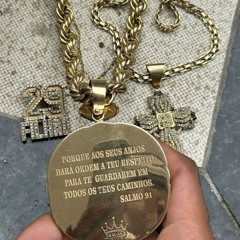 29
PORQUE AOS SEUS ANJOS
DARÁ ORDEM A TEU RESPEITO
PARA TE GUARDAREM EM
TODOS OS TEUS CAMINHOS.
SALMO 91